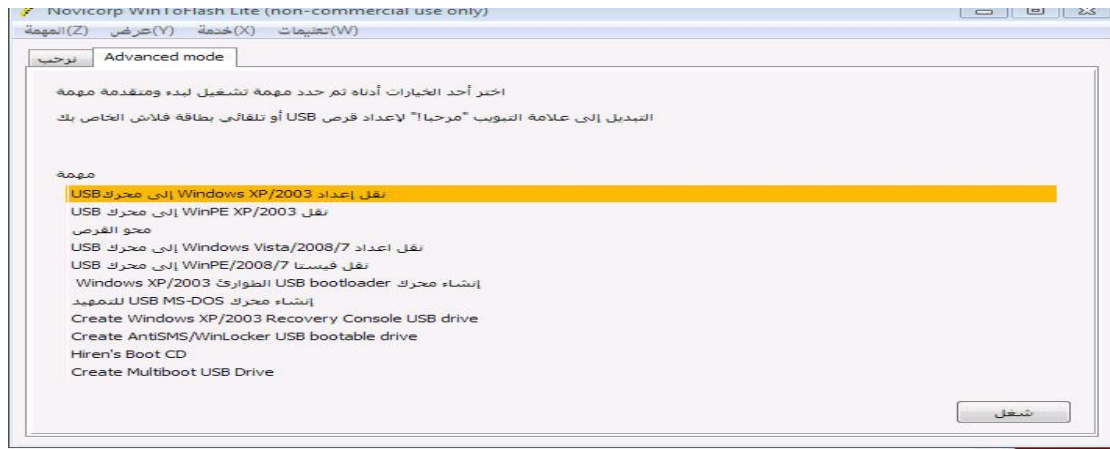 Novicorp WinToFlash Lite (non-commercial use only)
المهمة(Z) عرض(Y) خدمة(X) تعليمات(W)
ترحب Advanced mode
اختر أحد الخيارات أدناه ثم حدد مهمة تشغيل لبدء ومتقدمة مهمة
التبديل إلى علامة التبويب "مرحبا!" لإعداد قرص USB أو تلقائي بطاقة فلاش الخاص بك
مهمة
نقل إعداد Windows XP/2003 إلى محركUSB
نقل WinPE XP/2003 إلى محرك USB
محو القرص
نقل اعداد Windows Vista/2008/7 إلى محرك USB
نقل فيستا WinPE/2008/7 إلى محرك USB
إنشاء محرك USB bootloader الطوارئ Windows XP/2003
إنشاء محرك USB MS-DOS للتمهيد
Create Windows XP/2003 Recovery Console USB drive
Create AntiSMS/WinLocker USB bootable drive
Hiren's Boot CD
Create Multiboot USB Drive
شغل